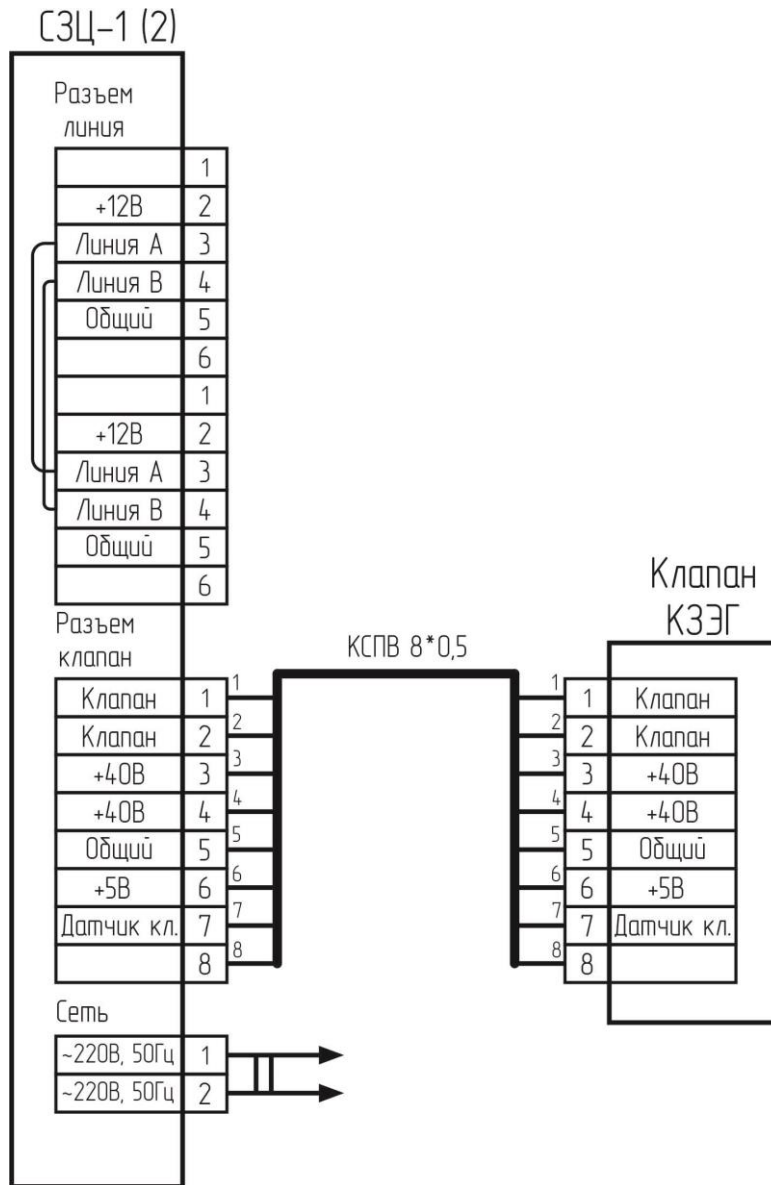 СЗЦ-1 (2)
Разъем
линия
1
+12В 2
Линия А 3
Линия В 4
Общий 5
6
1
+12В 2
Линия А 3
Линия В 4
Общий 5
6
Разъем
клапан
Клапан 1 1
Клапан 2 2
+40В 3 3
+40В 4 4
Общий 5 5
+5В 6 6
Датчик кл. 7 7
8 8
КСПВ 8*0,5
Клапан
КЗЭГ
1 1 Клапан
2 2 Клапан
3 3 +40В
4 4 +40В
5 5 Общий
6 6 +5В
7 7 Датчик кл.
8 8
Сеть
~220В, 50Гц 1
~220В, 50Гц 2